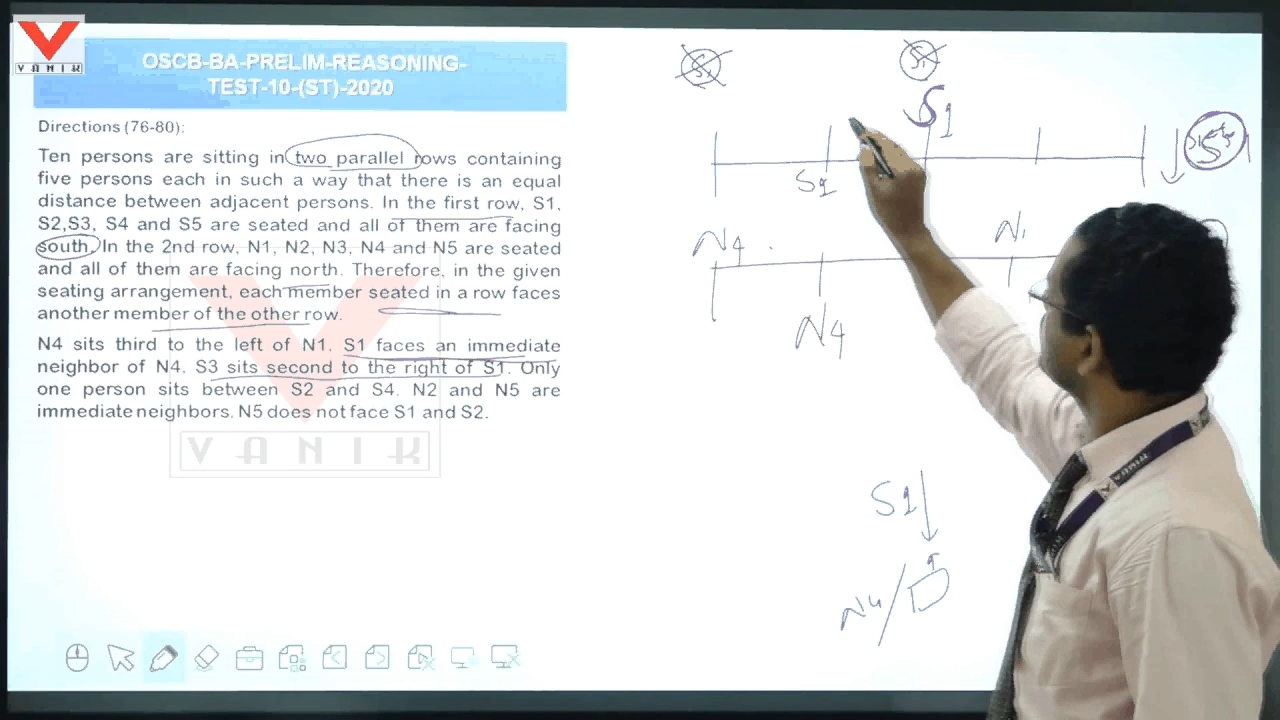 VANIK
OSCB-BA-PRELIM-REASONING-
TEST-10-(ST)-2020
Directions (76-80):
Ten persons are sitting in two parallel rows containing
five persons each in such a way that there is an equal
distance between adjacent persons. In the first row, S1,
S2,S3, S4 and S5 are seated and all of them are facing
south. In the 2nd row, N1, N2, N3, N4 and N5 are seated
and all of them are facing north. Therefore, in the given
seating arrangement, each member seated in a row faces
another member of the other row.
N4 sits third to the left of N1. S1 faces an immediate
neighbor of N4. S3 sits second to the right of S1. Only
one person sits between S2 and S4. N2 and N5 are
immediate neighbors. N5 does not face S1 and S2.
VANIK
S1
S1
S1
S1
N4
N1
N4
S1
N4/